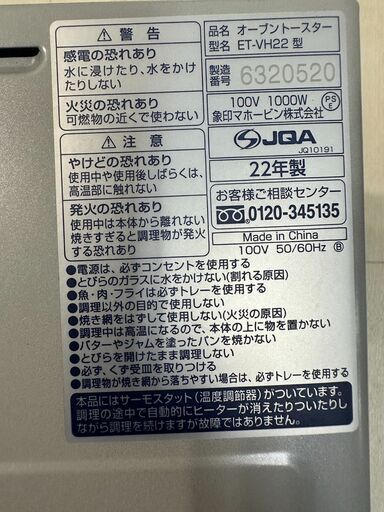 ⚠ 警告
感電の恐れあり
水に浸けたり、水をかけ
たりしない
火災の恐れあり
可燃物の近くで使わない
⚠ 注意
やけどの恐れあり
使用中や使用後しばらくは、
高温部に触れない
発火の恐れあり
使用中は本体から離れない
焼きすぎると調理物が発火
する恐れあり
品名 オーブントースター
型名 ET-VH22 型
製造番号 6320520
100V 1000W PSE
象印マホービン株式会社
JQA
JQ10191
22年製
お客様ご相談センター
0120-345135
Made in China
100V 50/60Hz Ⓑ
●電源は、必ずコンセントを使用する
●とびらのガラスに水をかけない(割れる原因)
●魚・肉・フライは必ずトレーを使用する
●調理以外の目的で使用しない
●焼き網をはずして使用しない(火災の原因)
●調理中は高温になるので、本体の上に物を置かない
●バターやジャムを塗ったパンを焼かない
●とびらを開けたまま調理しない
●必ず、くず受皿を取りつける
●調理物が焼き網から落ちやすい場合は、必ずトレーを使用する
本品にはサーモスタット(温度調節器)がついています。
調理の途中で自動的にヒーターが消えたりついたりし
ながら調理を続けますが故障ではありません。